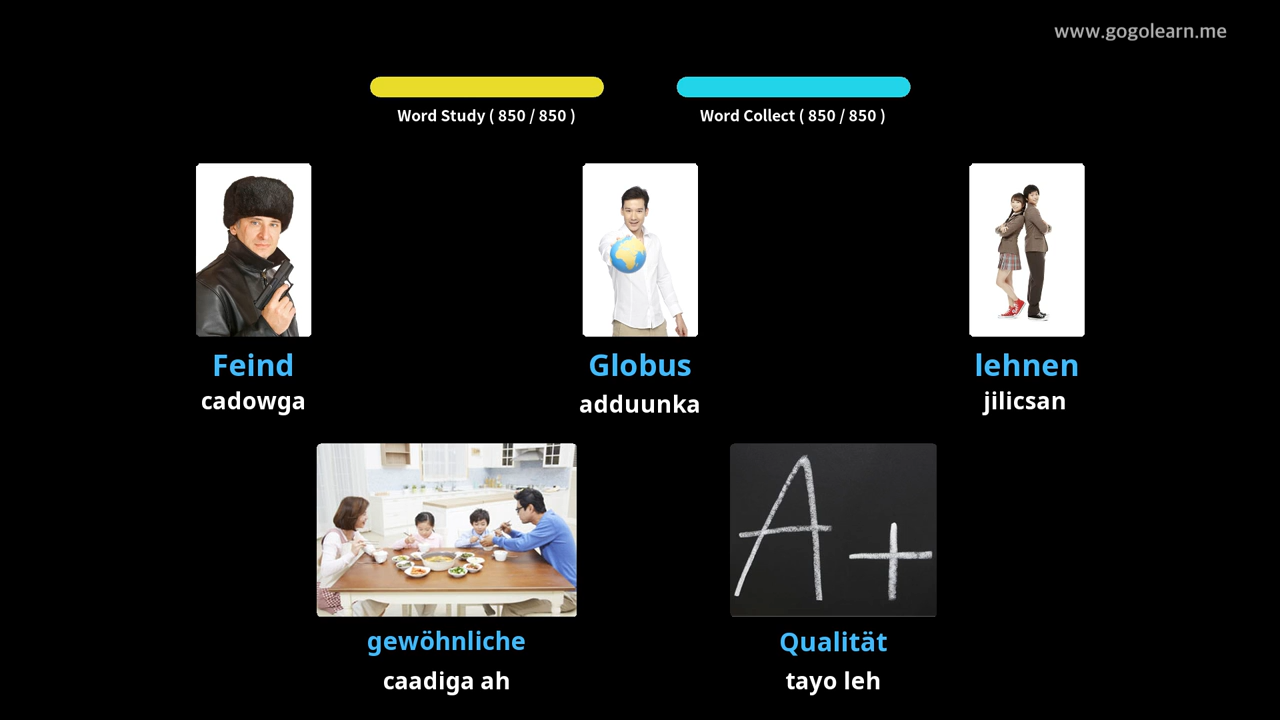 www.gogolearn.me
Word Study ( 850 / 850 )
Word Collect ( 850 / 850 )
Feind
cadowga
Globus
adduunka
lehnen
jilicsan
gewöhnliche
caadiga ah
A+
Qualität
tayo leh